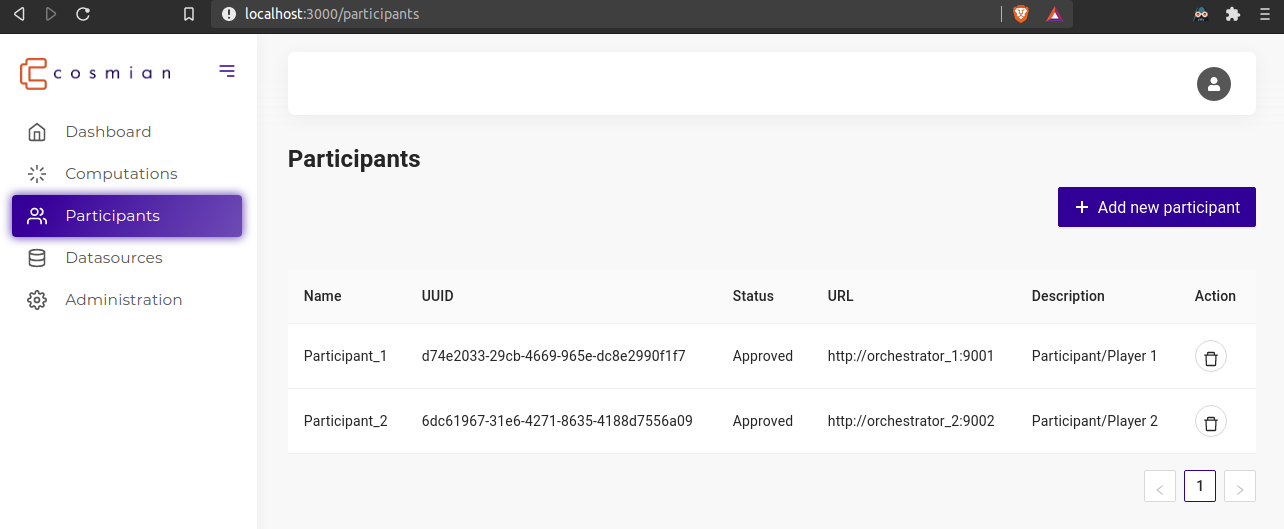 localhost:3000/participants
cosmian
Dashboard
Computations
Participants
Datasources
Administration
Participants
+ Add new participant
Name UUID Status URL Description Action
Participant_1 d74e2033-29cb-4669-965e-dc8e2990f1f7 Approved http://orchestrator_1:9001 Participant/Player 1
Participant_2 6dc61967-31e6-4271-8635-4188d7556a09 Approved http://orchestrator_2:9002 Participant/Player 2
< 1 >